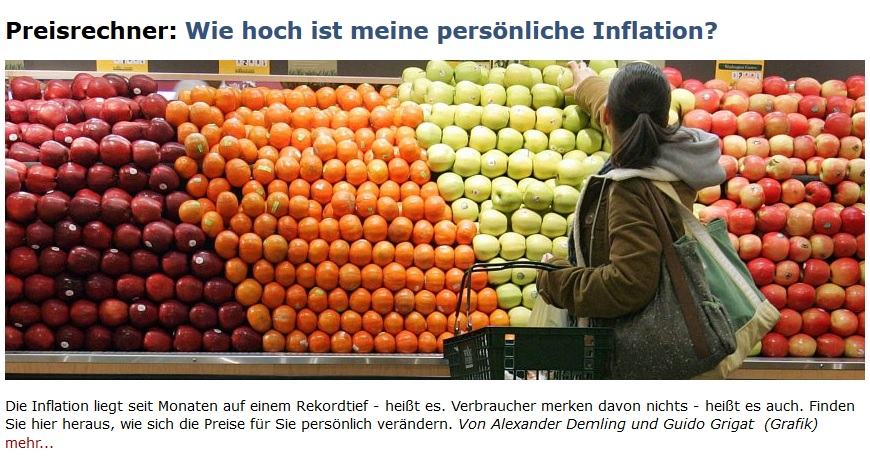 Preisrechner: Wie hoch ist meine persönliche Inflation?
Die Inflation liegt seit Monaten auf einem Rekordtief - heißt es. Verbraucher merken davon nichts - heißt es auch. Finden
Sie hier heraus, wie sich die Preise für Sie persönlich verändern. Von Alexander Demling und Guido Grigat  (Grafik)
mehr...